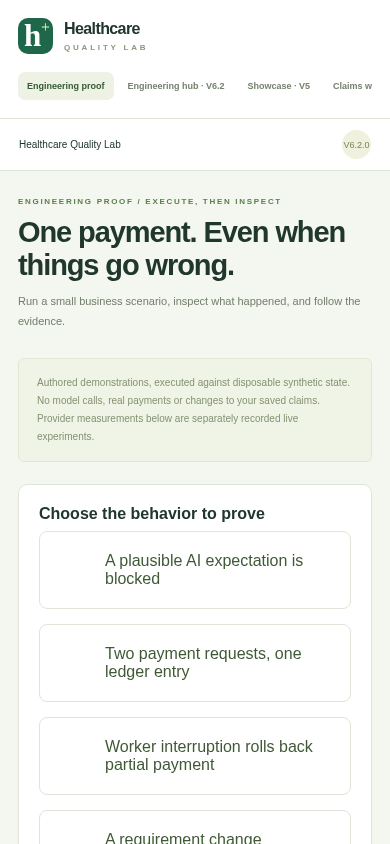 h+
Healthcare
QUALITY LAB
Engineering proof
Engineering hub · V6.2
Showcase · V5
Claims w
Healthcare Quality Lab
V6.2.0
ENGINEERING PROOF / EXECUTE, THEN INSPECT
One payment. Even when
things go wrong.
Run a small business scenario, inspect what happened, and follow the
evidence.
Authored demonstrations, executed against disposable synthetic state.
No model calls, real payments or changes to your saved claims.
Provider measurements below are separately recorded live
experiments.
Choose the behavior to prove
A plausible AI expectation is
blocked
Two payment requests, one
ledger entry
Worker interruption rolls back
partial payment
A requirement change